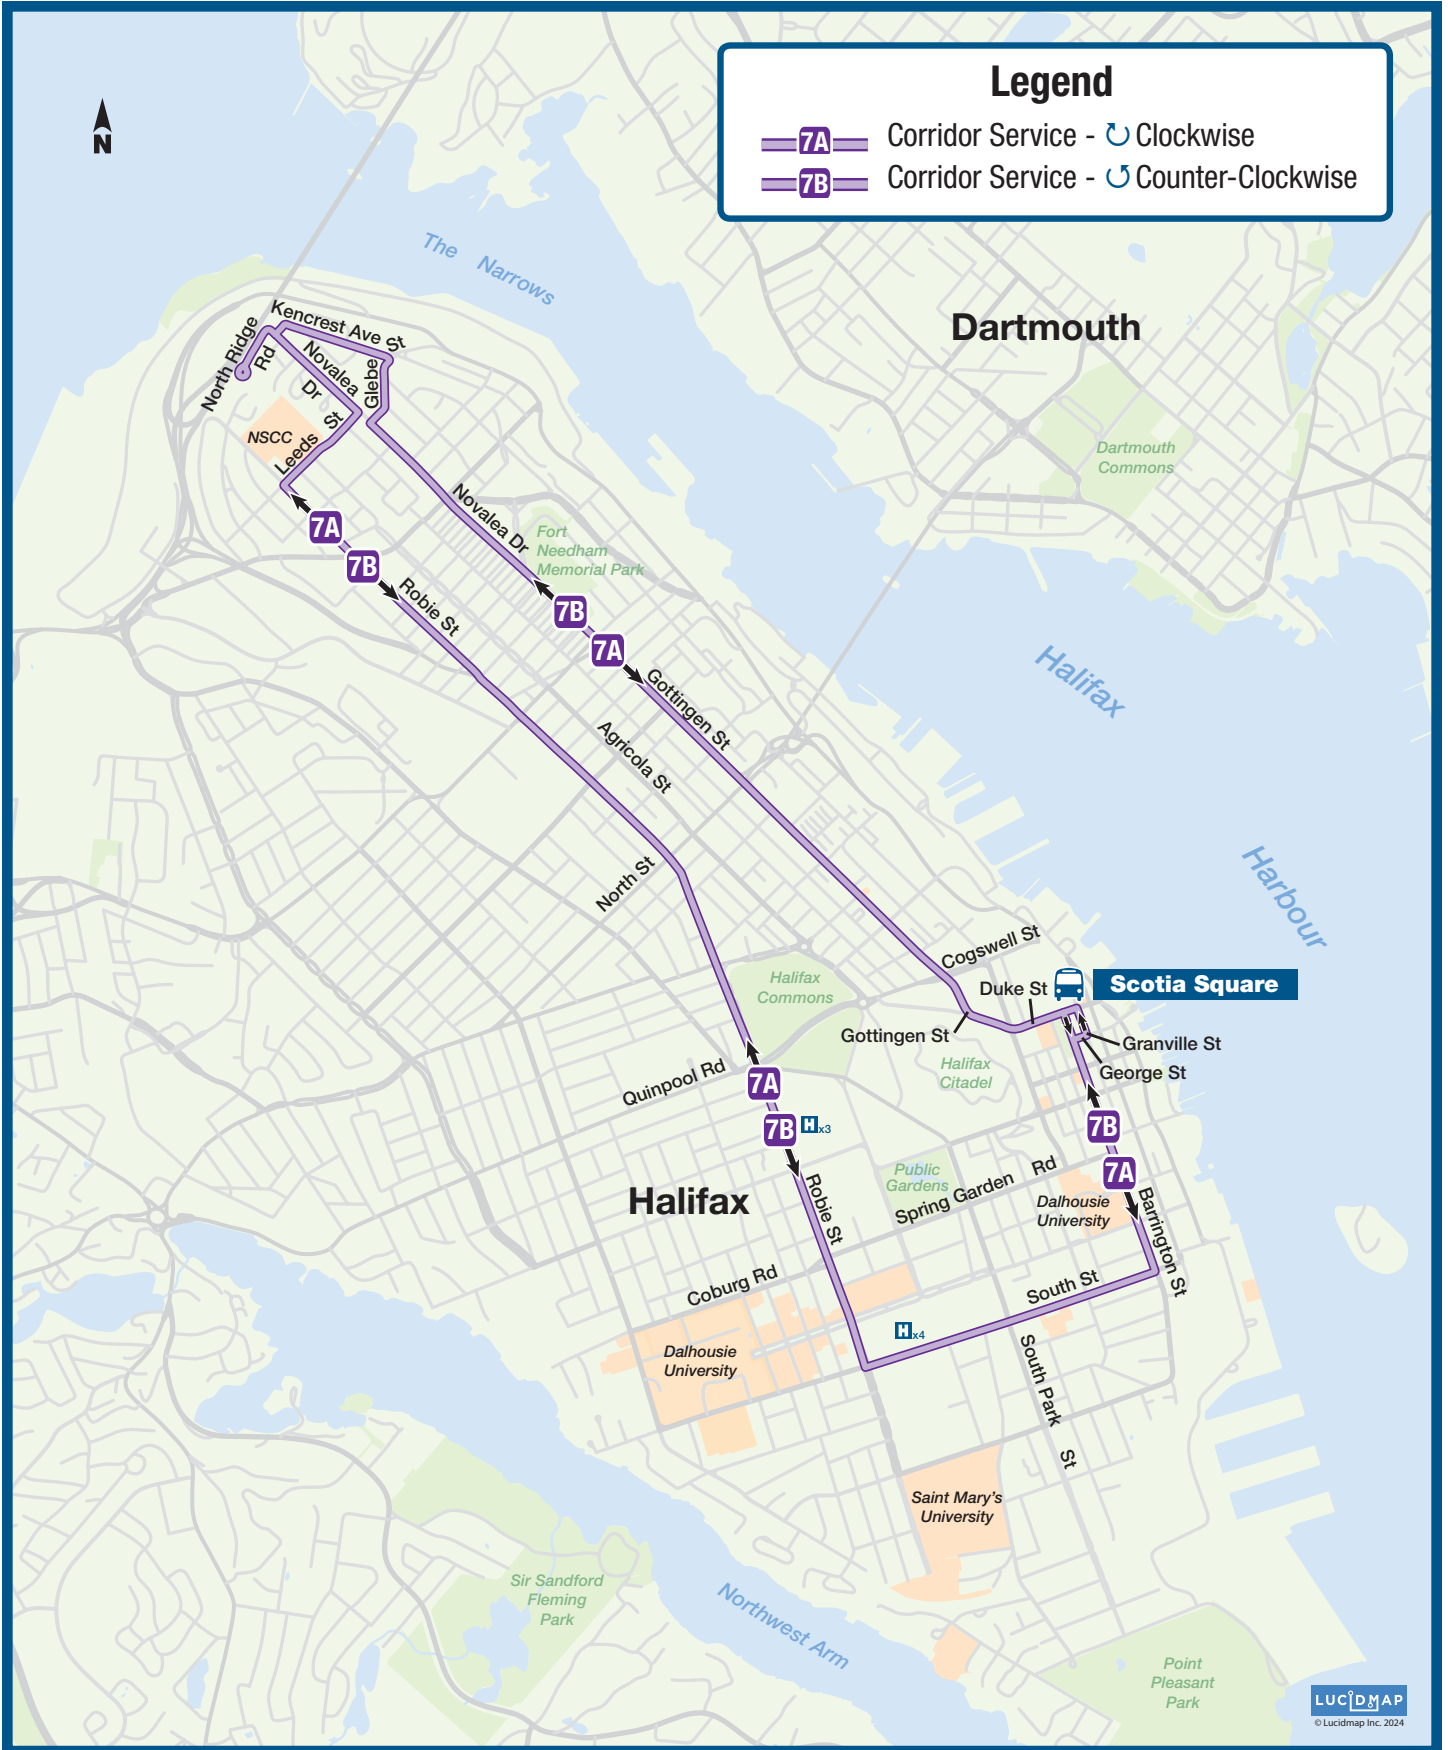 Legend
7A Corridor Service - ↻ Clockwise
7B Corridor Service - ↺ Counter-Clockwise
N
The Narrows
Dartmouth
Kencrest Ave St
North Ridge
Rd
Novalea
Dr
Glebe
St
Leeds
NSCC
Dartmouth
Commons
7A
7B
Novalea Dr
Fort
Needham
Memorial Park
Robie St
7B
7A
Gottingen St
Halifax
Agricola St
North St
Harbour
Cogswell St
Halifax
Commons
Duke St
Scotia Square
Gottingen St
Granville St
George St
Halifax
Citadel
Quinpool Rd
7A
7B
H x3
7B
7A
Public
Gardens
Spring Garden Rd
Halifax
Robie St
Dalhousie
University
Barrington St
Coburg Rd
South St
H x4
Dalhousie
University
South Park St
Saint Mary's
University
Sir Sandford
Fleming
Park
Northwest Arm
Point
Pleasant
Park
LUCIDMAP
© Lucidmap Inc. 2024